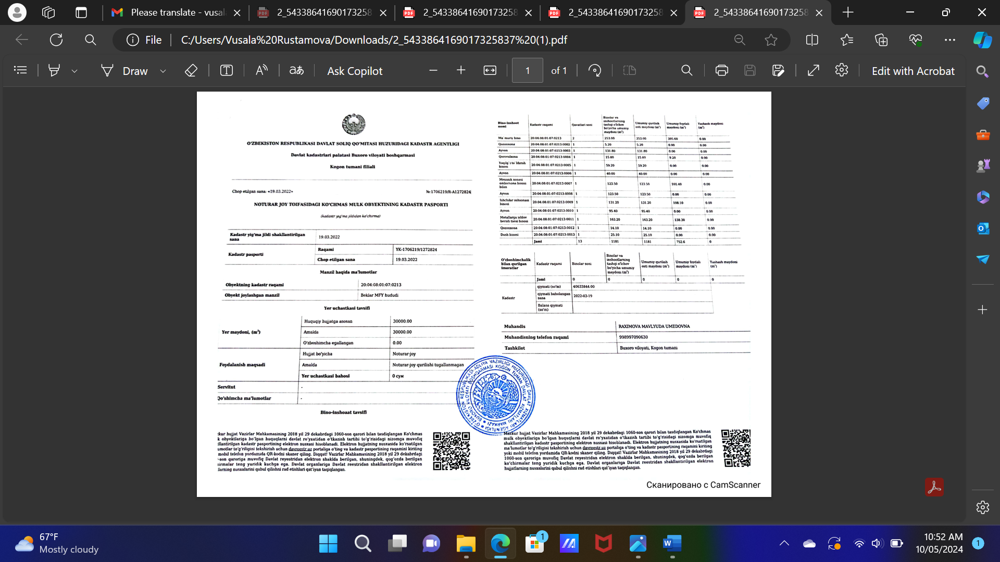 Please translate - vusal
2_54338641690173258
2_54338641690173258
2_54338641690173258
2_54338641690173258
File
C:/Users/Vusala%20Rustamova/Downloads/2_5433864169017325837%20(1).pdf
Draw
Ask Copilot
1
of 1
Edit with Acrobat
O'ZBEKISTON RESPUBLIKASI DAVLAT SOLIQ QO'MITASI HUZURIDAGI KADASTR AGENTLIGI
Davlat kadastrlari palatasi Buxoro viloyati boshqarmasi
Kogon tumani filiali
Chop etilgan sana: «19.03.2022»
№:1706219/R-A1272824
NOTURAR JOY TOIFASIDAGI KO'CHMAS MULK OBYEKTINING KADASTR PASPORTI
(kadastr yig'ma jildidan ko'chirma)
Kadastr yig'ma jildi shakllantirilgan sana
19.03.2022
Kadastr pasporti
Raqami
YK-1706219/1272824
Chop etilgan sana
19.03.2022
Manzil haqida ma'lumotlar
Obyektning kadastr raqami
20:04:08:01:07:0213
Obyekt joylashgan manzil
Beklar MFY hududi
Yer uchastkasi tavsifi
Yer maydoni, (m²)
Huquqiy hujjatga asosan
30000.00
Amalda
30000.00
O'zboshimcha egallangan
0.00
Foydalanish maqsadi
Hujjat bo'yicha
Noturar-joy
Amalda
Noturar-joy qurilishi tugallanmagan
Yer uchastkasi bahosi
0 сум
Servitut
-
Qo'shimcha ma'lumotlar
-
Bino-inshoaat tavsifi
zkur hujjat Vazirlar Mahkamasining 2018 yil 29 dekabrdagi 1060-son qarori bilan tasdiqlangan Ko'chmas
k obyektlariga bo'lgan huquqlarni davlat ro'yxatidan o'tkazish tartibi to'g'risidagi nizomga muvofiq
llantirilgan kadastr pasportining elektron nusxasi hisoblanadi. Elektron hujjatning nusxasida ko'rsatilgan
umotlar to'g'riligini tekshirish uchun davreestr.uz portaliga o'ting va kadastr pasportining raqamini kiriting
mobil telefon yordamida QR-kodni skaner qiling. Diqqat! Vazirlar Mahkamasining 2018 yil 29 dekabrdagi
-son qaroriga muvofiq Davlat reyestridan elektron shaklda berilgan, shuningdek, qog'ozda berilgan
irmalar teng yuridik kuchga ega. Davlat organlariga Davlat reestridan shakllantirilgan elektron
tlarning nusxalarini qabul qilishni rad etishlari qat'iyan taqiqlangan.
Bino-inshoot nomi
Kadastr raqami
Qavatlari soni
Binolar va inshootlarning tashqi o'lchov bo'yicha umumiy maydoni (m²)
Umumiy qurilish osti maydoni (m²)
Umumiy foydali maydoni (m²)
Yashash maydoni (m²)
Ma`muriy bino 20:04:08:01:07:0213 2 253.00 253.00 395.60 0.00
Qozonxona 20:04:08:01:07:0213:0002 1 5.20 5.20 0.00 0.00
Ayvon 20:04:08:01:07:0213:0003 1 131.80 131.80 0.00 0.00
Qorovulxona 20:04:08:01:07:0213:0004 1 15.80 15.80 9.20 0.00
Yoqilg`i to`ldirish binosi 20:04:08:01:07:0213:0005 1 59.20 59.20 0.00 0.00
Ayvon 20:04:08:01:07:0213:0006 1 40.00 40.00 0.00 0.00
Mexanik xonasi omborxona binosi bilan 20:04:08:01:07:0213:0007 1 123.50 123.50 101.40 0.00
Ayvon 20:04:08:01:07:0213:0008 1 123.50 123.50 0.00 0.00
Ishchilar oshxonasi binosi 20:04:08:01:07:0213:0009 1 131.20 131.20 108.10 0.00
Ayvon 20:04:08:01:07:0213:0010 1 95.40 95.40 0.00 0.00
Metallarga ishlov berish tsexi binosi 20:04:08:01:07:0213:0011 1 163.20 163.20 138.30 0.00
Qozonxona 20:04:08:01:07:0213:0012 1 14.10 14.10 0.00 0.00
Dush binosi 20:04:08:01:07:0213:0013 1 25.10 25.10 0.00 0.00
Jami 13 1181 1181 752.6 0
O'zboshimchalik bilan qurilgan imoratlar
Kadastr raqami
Binolar soni
Binolar va inshootlarning tashqi o'lchov bo'yicha umumiy maydoni (m²)
Umumiy qurilish osti maydoni (m²)
Umumiy foydali maydoni (m²)
Yashash maydoni (m²)
Jami 0 0 0 0 0
Kadastr
qiymati (so'm)
40633844.00
qiymati baholangan sana
2022-03-19
Balans qiymati (so'm)
Muhandis
RAXIMOVA MAVLYUDA UMEDOVNA
Muhandisning telefon raqami
998997090630
Tashkilot
Buxoro viloyati, Kogon tumani
O'ZBEKISTON RESPUBLIKASI ADLIYA VAZIRLIGI HUZURIDAGI DAVLAT XIZMATLARI AGENTLIGI
BUXORO VILOYATI BOSHQARMASI KOGON TUMAN DAVLAT XIZMATLARI MARKAZI
Mazkur hujjat Vazirlar Mahkamasining 2018 yil 29 dekabrdagi 1060-son qarori bilan tasdiqlangan Ko'chmas
mulk obyektlariga bo'lgan huquqlarni davlat ro'yxatidan o'tkazish tartibi to'g'risidagi nizomga muvofiq
shakllantirilgan kadastr pasportining elektron nusxasi hisoblanadi. Elektron hujjatning nusxasida ko'rsatilgan
ma'lumotlar to'g'riligini tekshirish uchun davreestr.uz portaliga o'ting va kadastr pasportining raqamini kiriting
yoki mobil telefon yordamida QR-kodni skaner qiling. Diqqat! Vazirlar Mahkamasining 2018 yil 29 dekabrdagi
1060-son qaroriga muvofiq Davlat reyestridan elektron shaklda berilgan, shuningdek, qog'ozda berilgan
ko'chirmalar teng yuridik kuchga ega. Davlat organlariga Davlat reestridan shakllantirilgan elektron
hujjatlarning nusxalarini qabul qilishni rad etishlari qat'iyan taqiqlangan.
Сканировано с CamScanner
67°F
Mostly cloudy
1
10:52 AM
10/05/2024
1